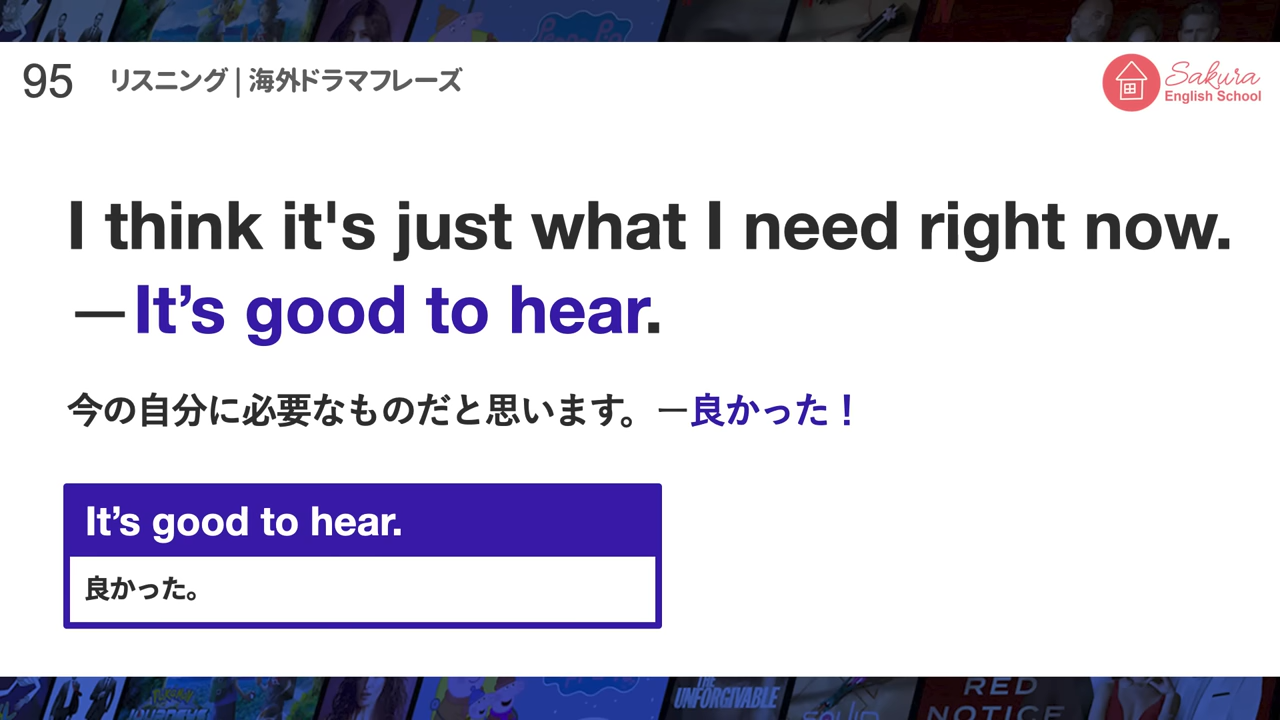 95 リスニング | 海外ドラマフレーズ
Sakura
English School
I think it's just what I need right now.
—It’s good to hear.
今の自分に必要なものだと思います。—良かった！
It’s good to hear.
良かった。
THE
UNFORGIVABLE
RED
NOTICE